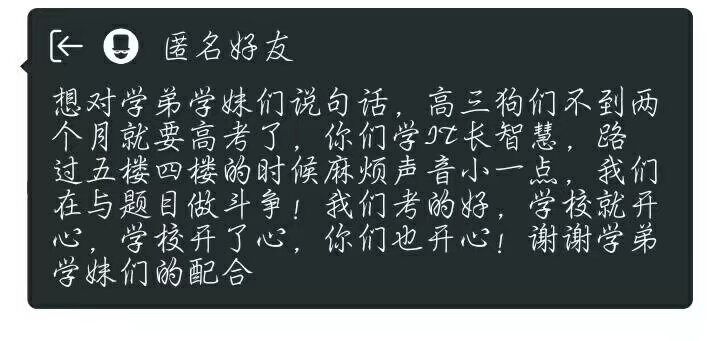 匿名好友
想对学弟学妹们说句话，高三狗们不到两
个月就要高考了，你们学IT长智慧，路
过五楼四楼的时候麻烦声音小一点，我们
在与题目做斗争！我们考的好，学校就开
心，学校开了心，你们也开心！谢谢学弟
学妹们的配合